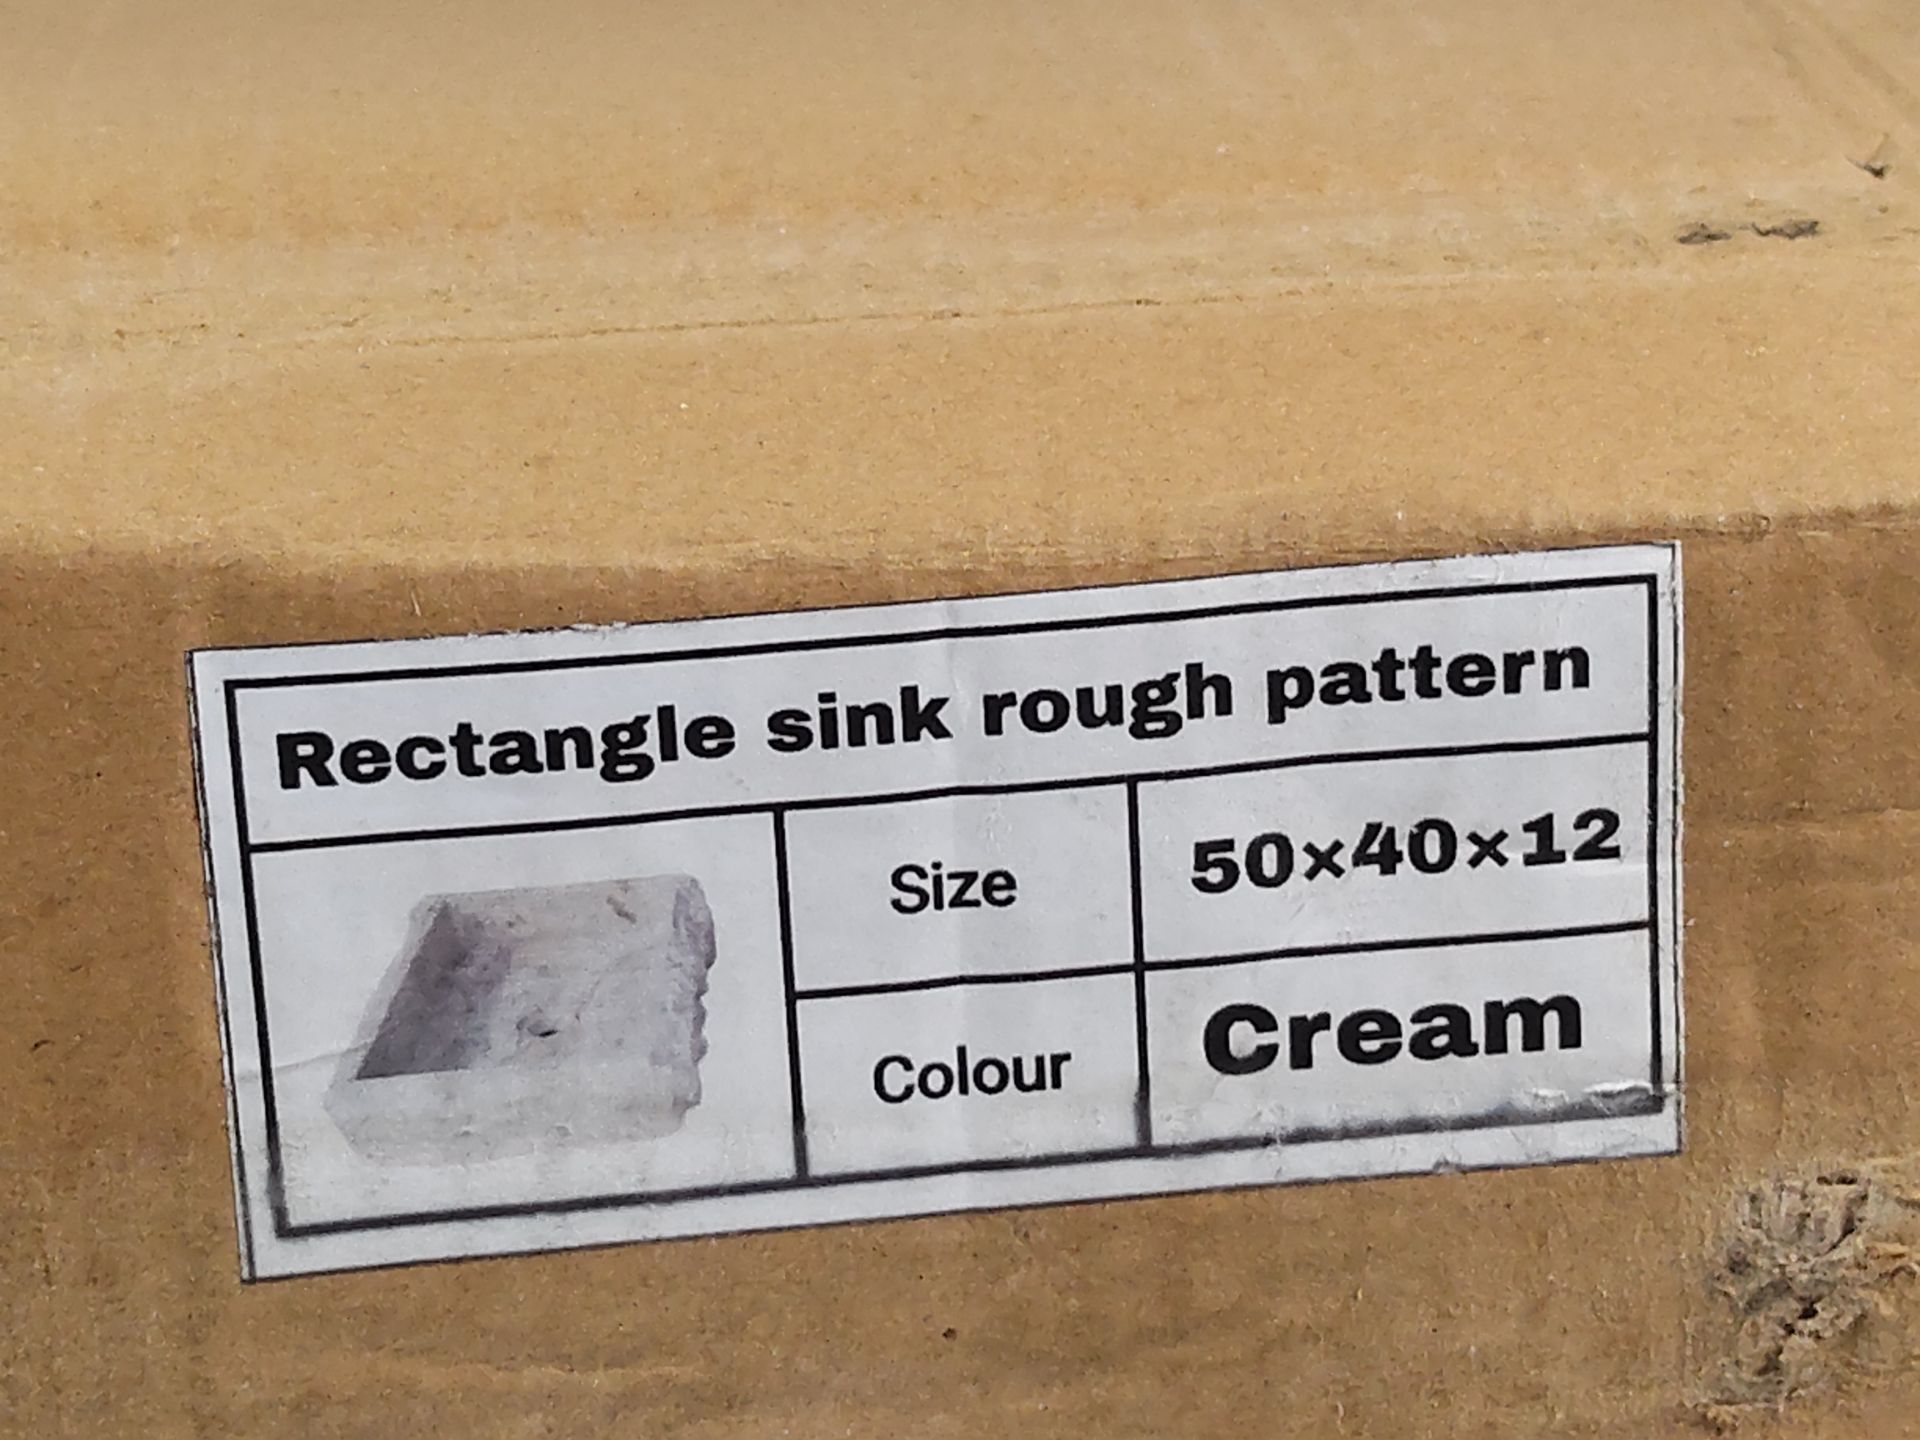 Rectangle sink rough pattern
Size 50×40×12
Colour Cream